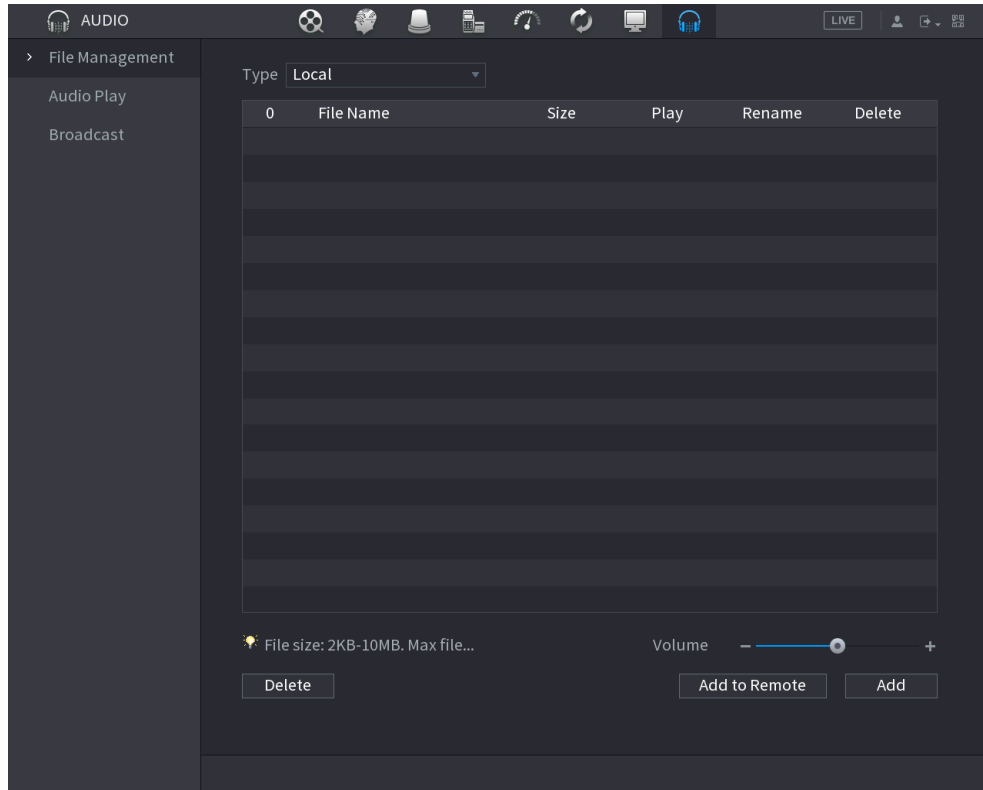 AUDIO LIVE
File Management
Audio Play
Broadcast
Type Local
0 File Name Size Play Rename Delete
File size: 2KB-10MB. Max file...
Volume − +
Delete Add to Remote Add